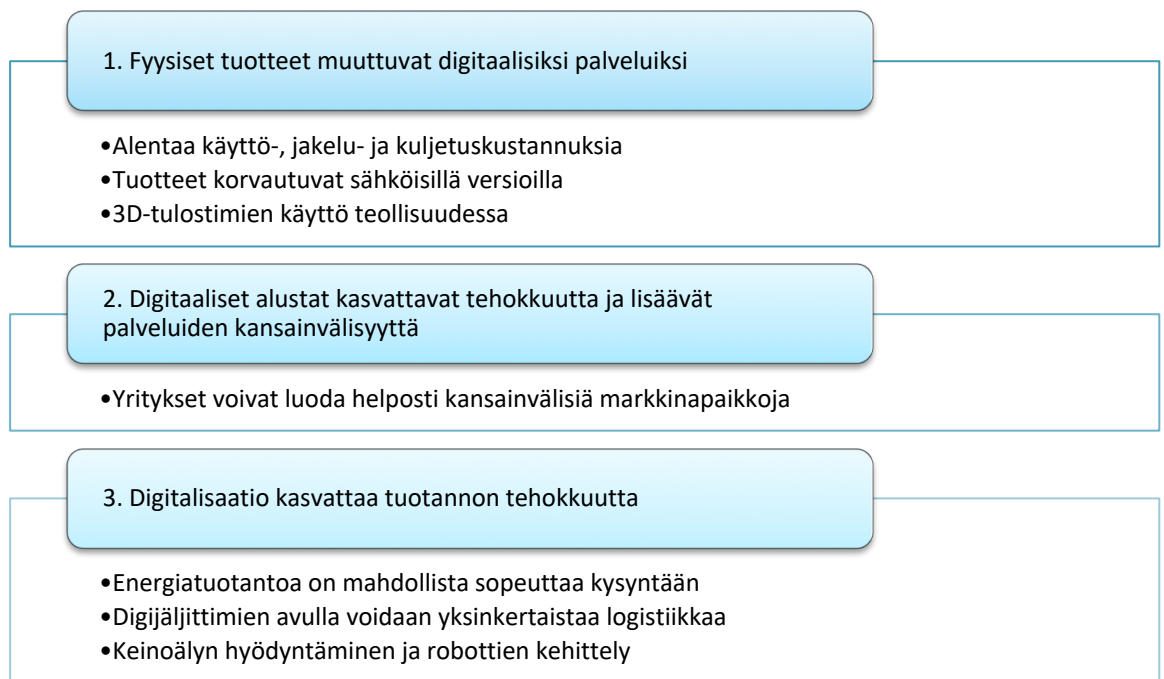 1. Fyysiset tuotteet muuttuvat digitaalisiksi palveluiksi
•Alentaa käyttö-, jakelu- ja kuljetuskustannuksia
•Tuotteet korvautuvat sähköisillä versioilla
•3D-tulostimien käyttö teollisuudessa
2. Digitaaliset alustat kasvattavat tehokkuutta ja lisäävät
palveluiden kansainvälisyyttä
•Yritykset voivat luoda helposti kansainvälisiä markkinapaikkoja
3. Digitalisaatio kasvattaa tuotannon tehokkuutta
•Energiatuotantoa on mahdollista sopeuttaa kysyntään
•Digijäljittimien avulla voidaan yksinkertaistaa logistiikkaa
•Keinoälyn hyödyntäminen ja robottien kehittely